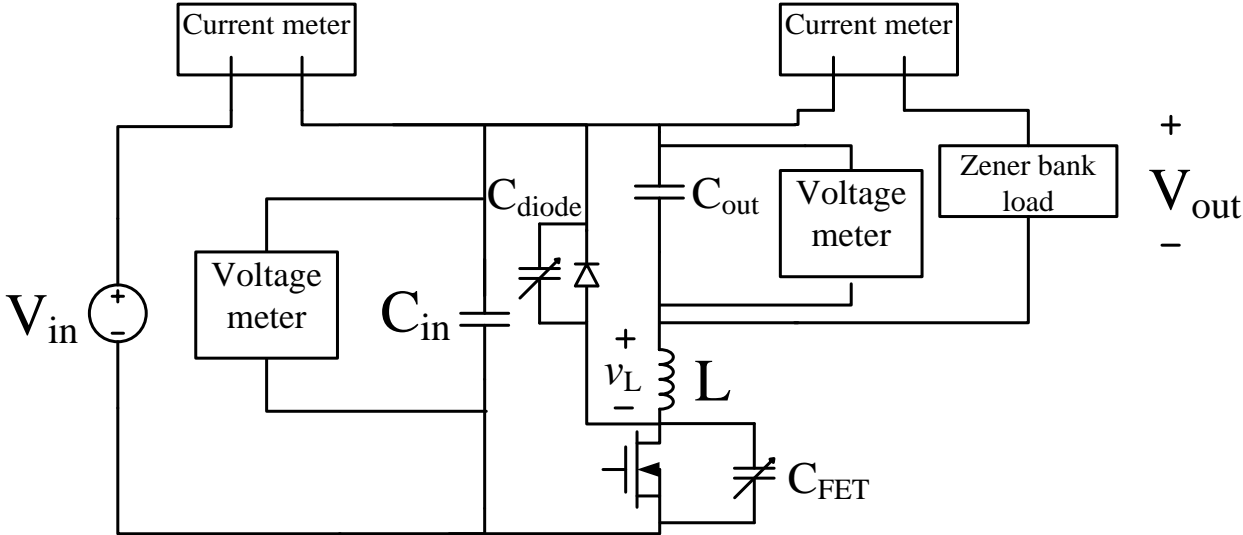 Current meter
Current meter
+
Zener bank
load
V_out
−
C_diode
C_out
Voltage
meter
Voltage
meter
V_in
+
−
C_in
+
v_L
−
L
C_FET